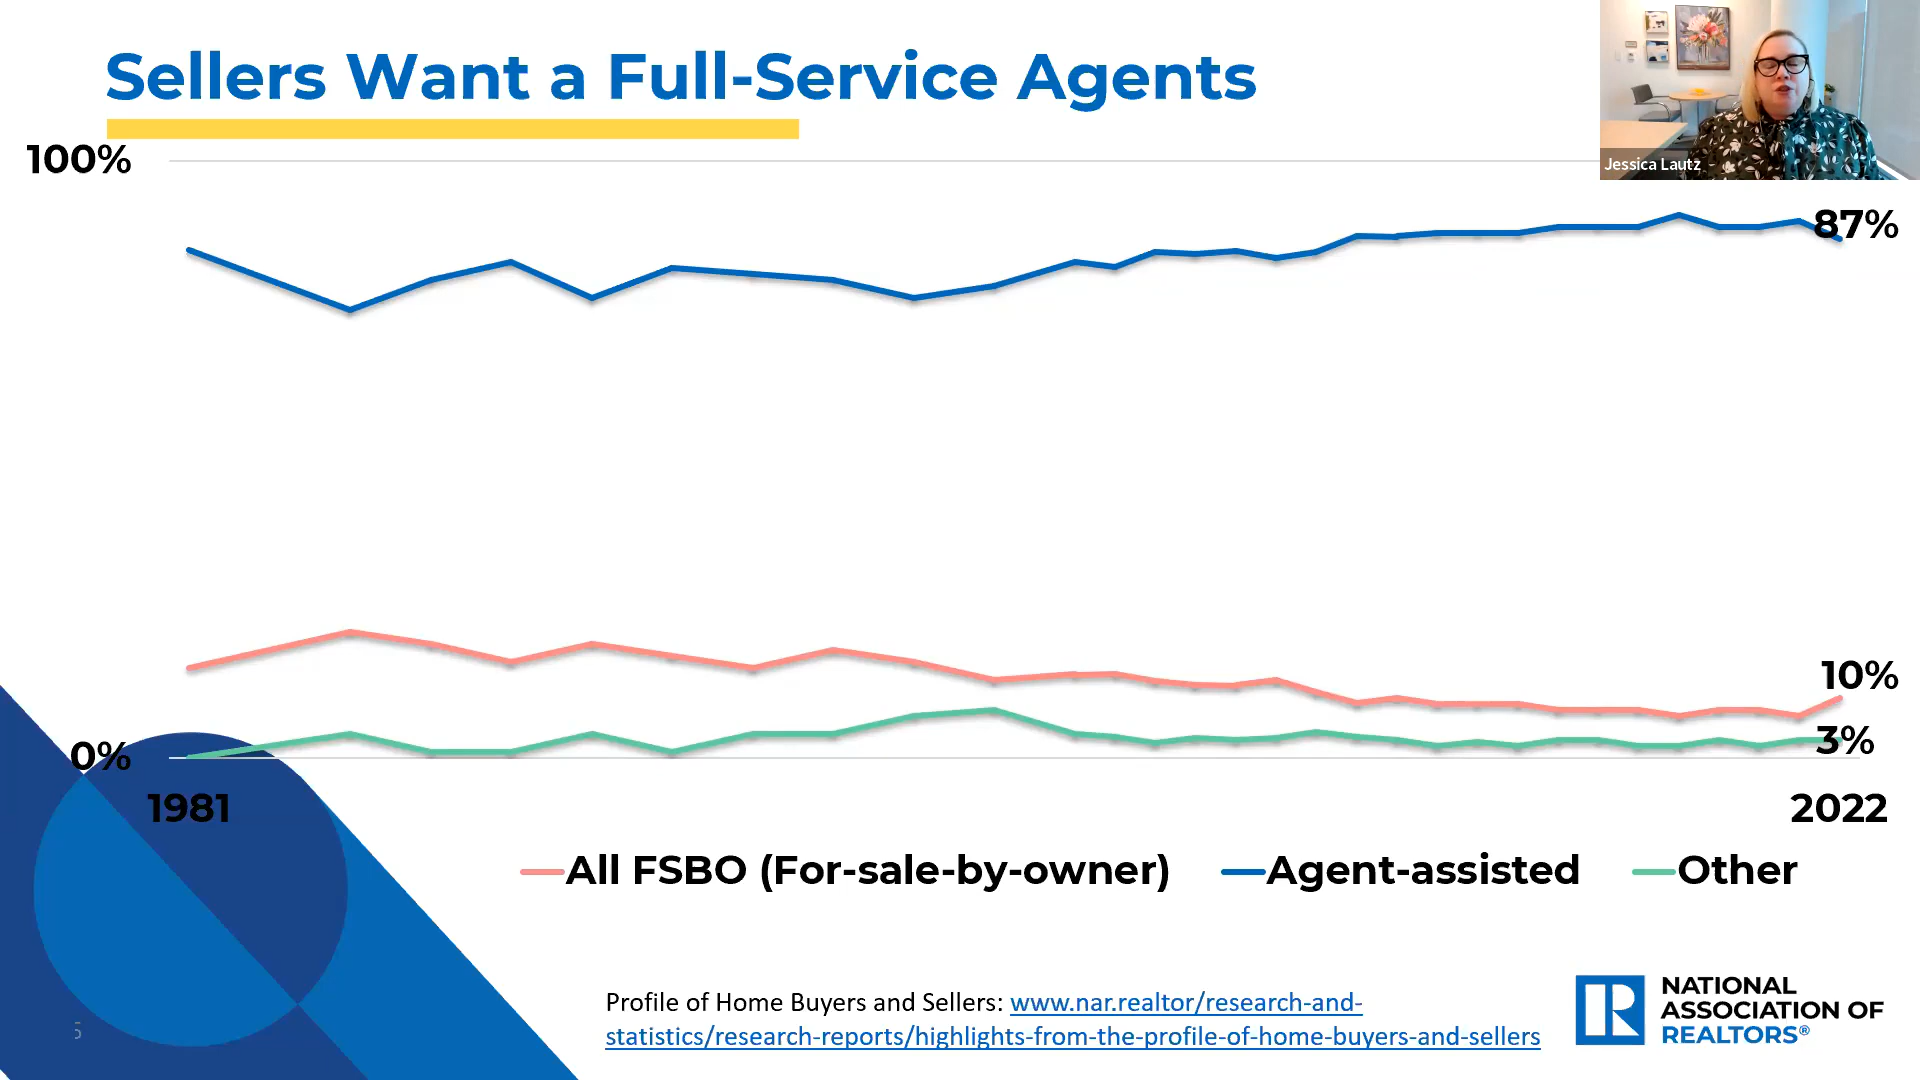 Sellers Want a Full-Service Agents
Jessica Lautz
100%
87%
10%
3%
0%
1981
2022
All FSBO (For-sale-by-owner)
Agent-assisted
Other
Profile of Home Buyers and Sellers: www.nar.realtor/research-and-
statistics/research-reports/highlights-from-the-profile-of-home-buyers-and-sellers
NATIONAL
ASSOCIATION OF
REALTORS®
5